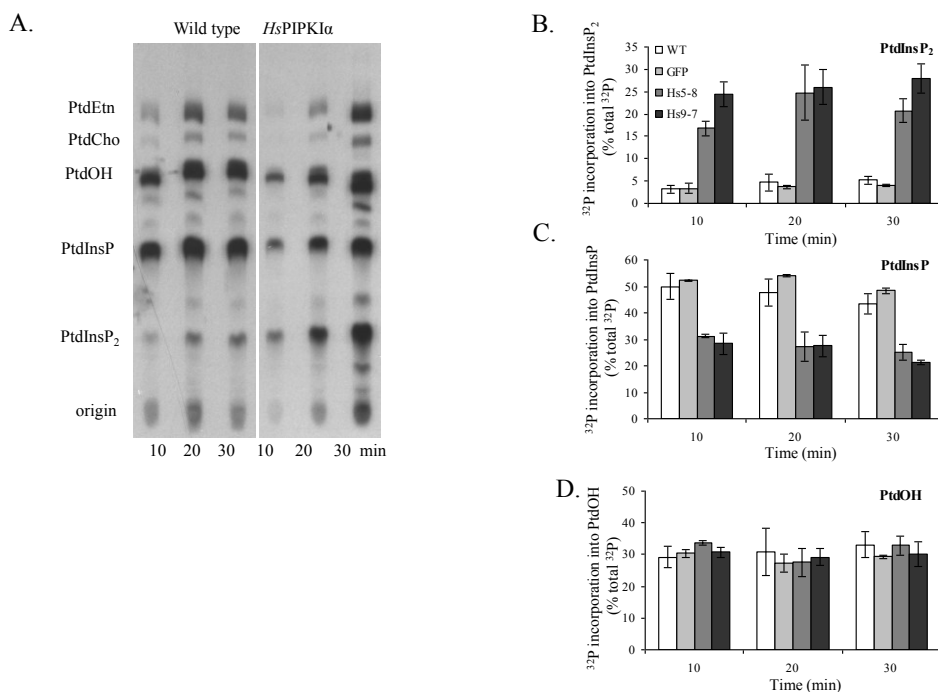 A.
Wild type HsPIPKIα
PtdEtn
PtdCho
PtdOH
PtdInsP
PtdInsP₂
origin
10 20 30 10 20 30 min
B.
PtdInsP₂
³²P incorporation into PtdInsP₂
(% total ³²P)
35
30
25
20
15
10
5
0
WT
GFP
Hs5-8
Hs9-7
10 20 30
Time (min)
C.
PtdInsP
³²P incorporation into PtdInsP
(% total ³²P)
60
50
40
30
20
10
0
10 20 30
Time (min)
D.
PtdOH
³²P incorporation into PtdOH
(% total ³²P)
50
40
30
20
10
0
10 20 30
Time (min)